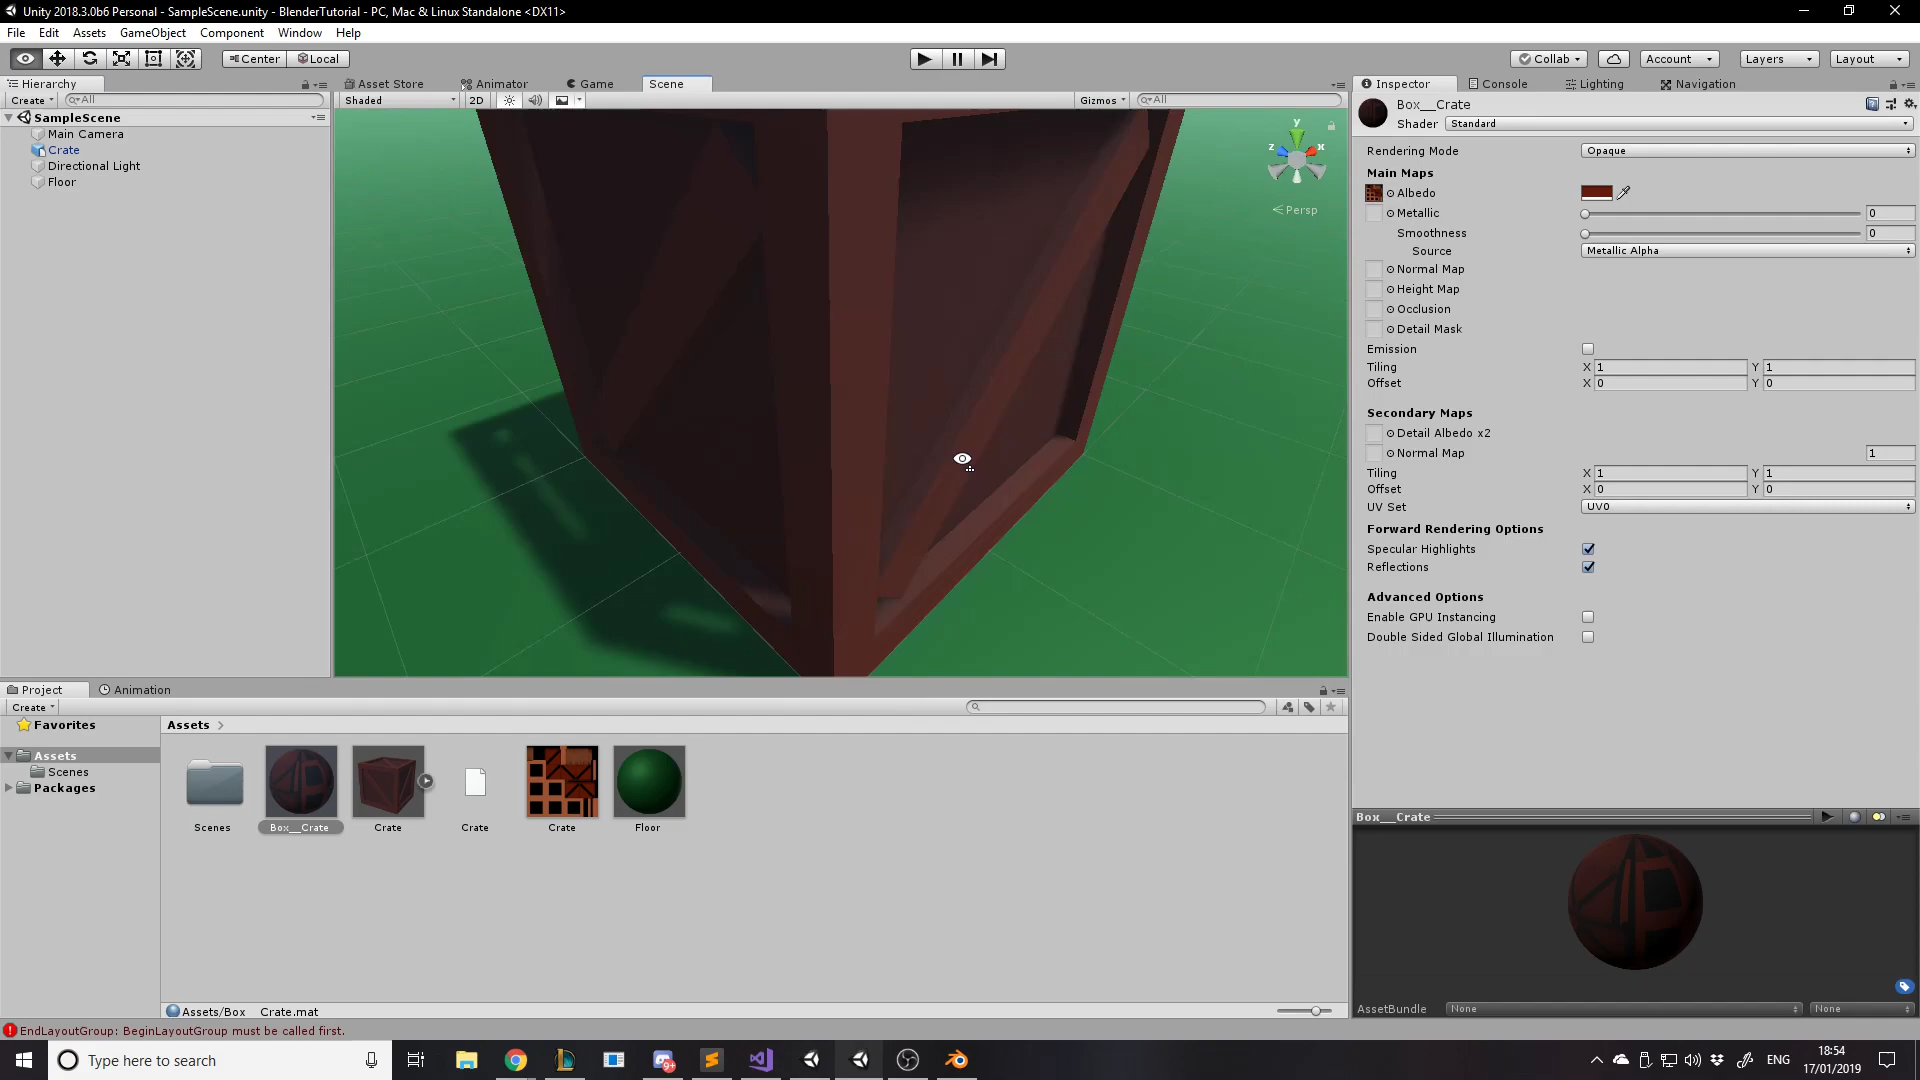 Unity 2018.3.0b6 Personal - SampleScene.unity - BlenderTutorial - PC, Mac & Linux Standalone <DX11>
File Edit Assets GameObject Component Window Help
Center Local Collab Account Layers Layout
Hierarchy
Create All
SampleScene
Main Camera
Crate
Directional Light
Floor
Asset Store Animator Game Scene
Shaded 2D Gizmos All
y
z x
Persp
Inspector Console Lighting Navigation
Box__Crate
Shader Standard
Rendering Mode Opaque
Main Maps
Albedo
Metallic 0
Smoothness 0
Source Metallic Alpha
Normal Map
Height Map
Occlusion
Detail Mask
Emission
Tiling X 1 Y 1
Offset X 0 Y 0
Secondary Maps
Detail Albedo x2
Normal Map 1
Tiling X 1 Y 1
Offset X 0 Y 0
UV Set UV0
Forward Rendering Options
Specular Highlights
Reflections
Advanced Options
Enable GPU Instancing
Double Sided Global Illumination
Project Animation
Create
Favorites
Assets
Scenes
Packages
Assets
Scenes Box__Crate Crate Crate Crate Floor
Assets/Box__Crate.mat
Box__Crate
AssetBundle None None
EndLayoutGroup: BeginLayoutGroup must be called first.
Type here to search
9+
ENG
18:54
17/01/2019